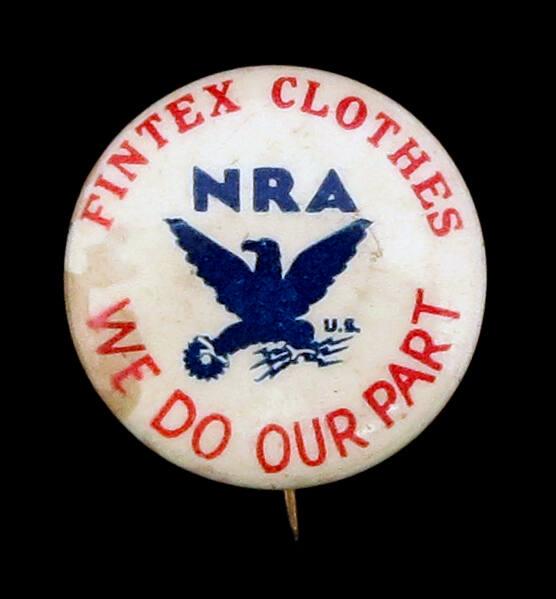 FINTEX CLOTHES
NRA
U.S.
WE DO OUR PART